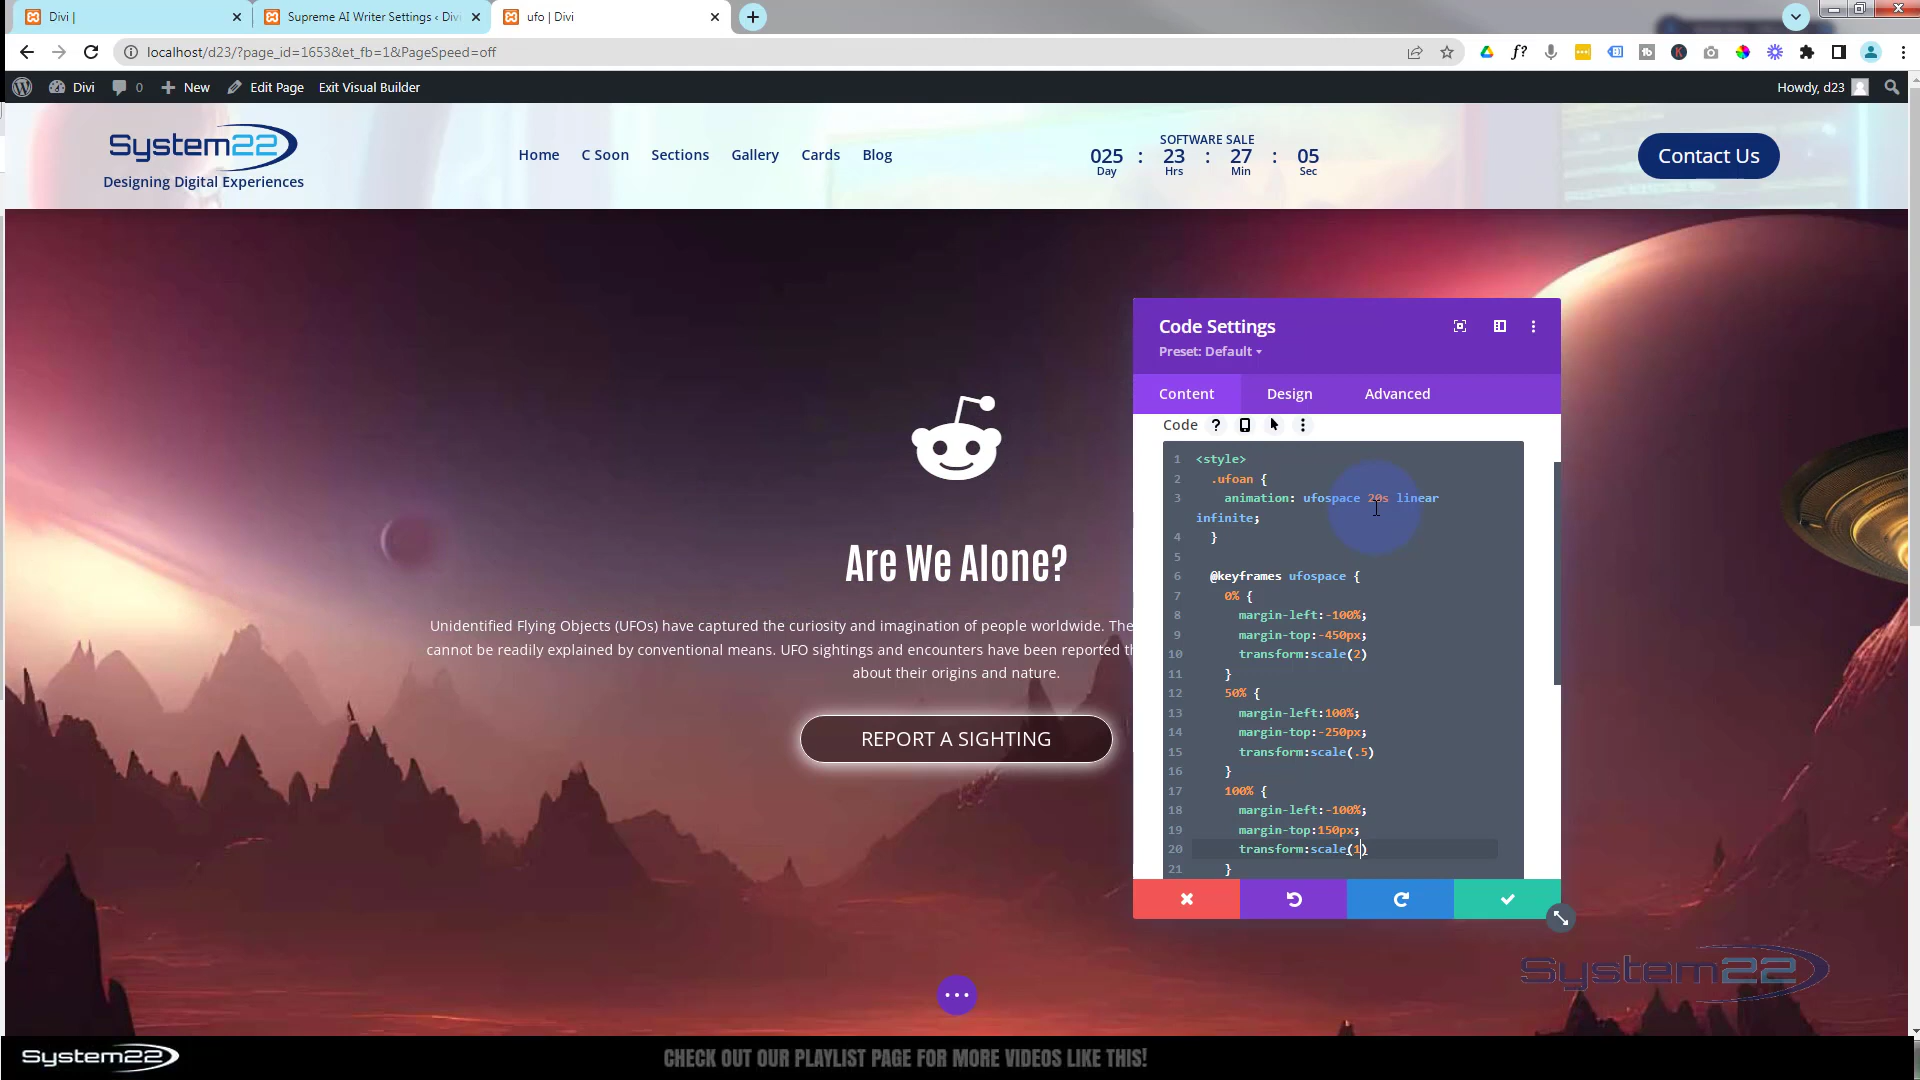 Divi |
Supreme AI Writer Settings ‹ Divi
ufo | Divi
localhost/d23/?page_id=1653&et_fb=1&PageSpeed=off
Divi
0
New
Edit Page
Exit Visual Builder
Howdy, d23
System22
Designing Digital Experiences
Home
C Soon
Sections
Gallery
Cards
Blog
SOFTWARE SALE
025 : 23 : 27 : 05
Day Hrs Min Sec
Contact Us
Are We Alone?
Unidentified Flying Objects (UFOs) have captured the curiosity and imagination of people worldwide. The
cannot be readily explained by conventional means. UFO sightings and encounters have been reported th
about their origins and nature.
REPORT A SIGHTING
Code Settings
Preset: Default
Content
Design
Advanced
Code
1 <style>
2 .ufoan {
3 animation: ufospace 20s linear
infinite;
4 }
5
6 @keyframes ufospace {
7 0% {
8 margin-left:-100%;
9 margin-top:-450px;
10 transform:scale(2)
11 }
12 50% {
13 margin-left:100%;
14 margin-top:-250px;
15 transform:scale(.5)
16 }
17 100% {
18 margin-left:-100%;
19 margin-top:150px;
20 transform:scale(1)
21 }
System22
System22
CHECK OUT OUR PLAYLIST PAGE FOR MORE VIDEOS LIKE THIS!